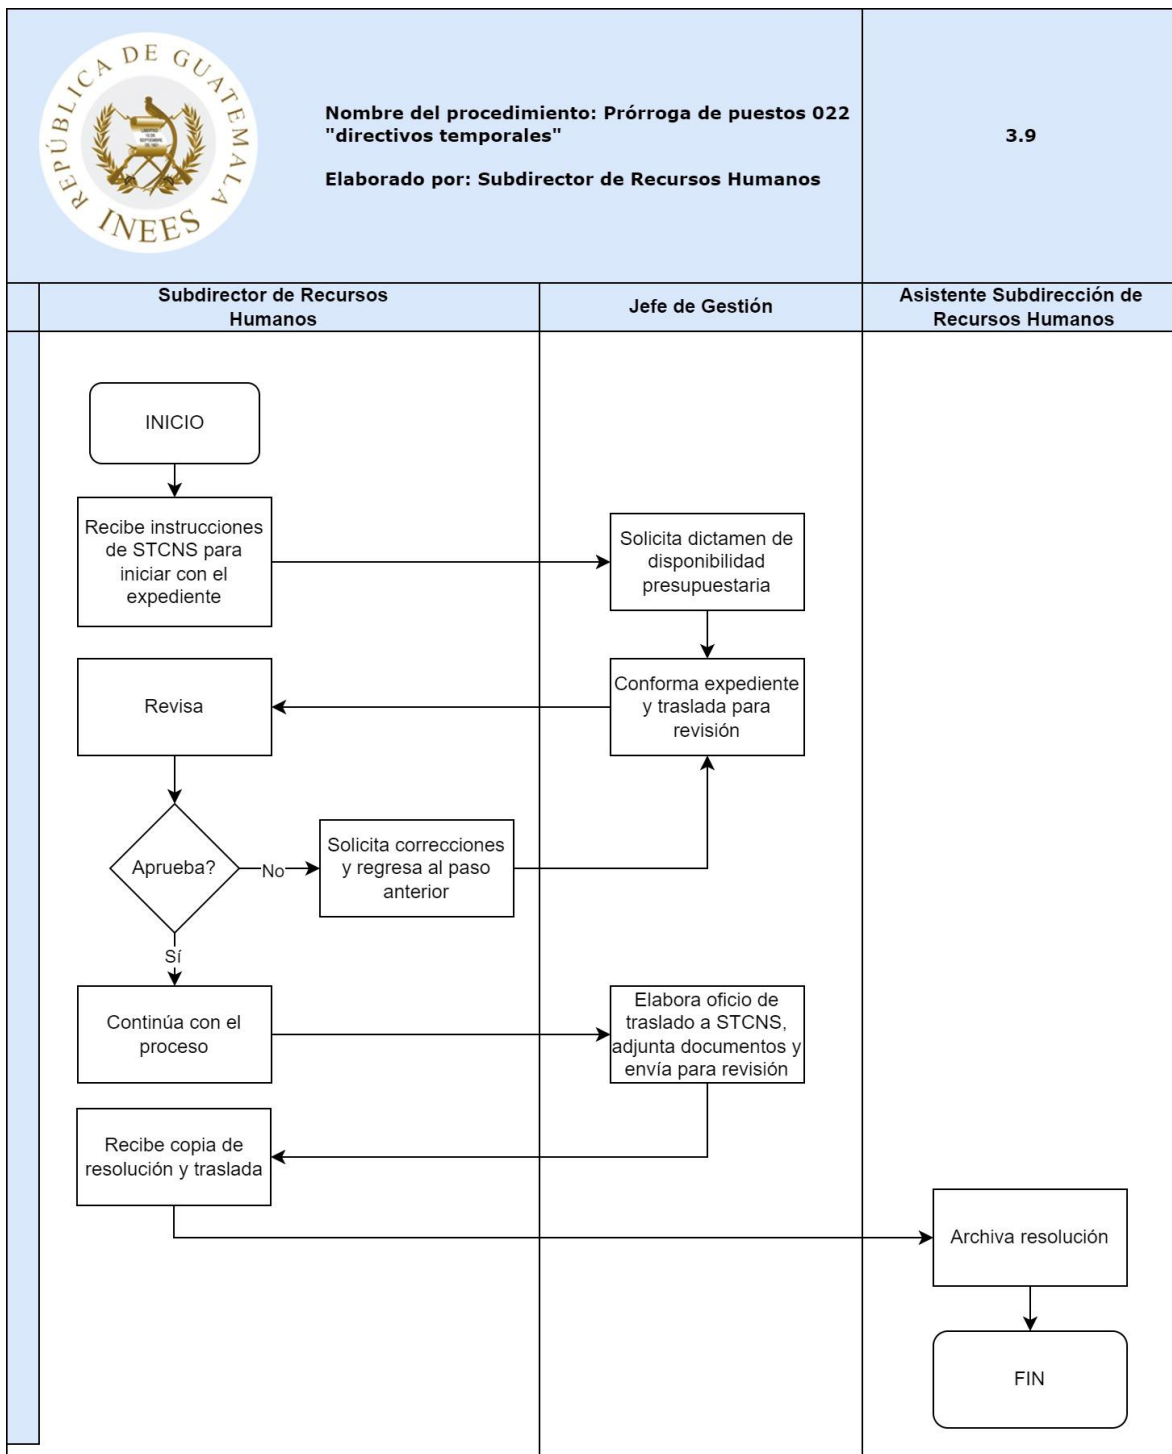 REPÚBLICA DE GUATEMALA
INEES
Nombre del procedimiento: Prórroga de puestos 022
"directivos temporales"
Elaborado por: Subdirector de Recursos Humanos
3.9
Subdirector de Recursos
Humanos
Jefe de Gestión
Asistente Subdirección de
Recursos Humanos
INICIO
Recibe instrucciones
de STCNS para
iniciar con el
expediente
Solicita dictamen de
disponibilidad
presupuestaria
Conforma expediente
y traslada para
revisión
Revisa
Aprueba?
No
Solicita correcciones
y regresa al paso
anterior
Sí
Continúa con el
proceso
Elabora oficio de
traslado a STCNS,
adjunta documentos y
envía para revisión
Recibe copia de
resolución y traslada
Archiva resolución
FIN